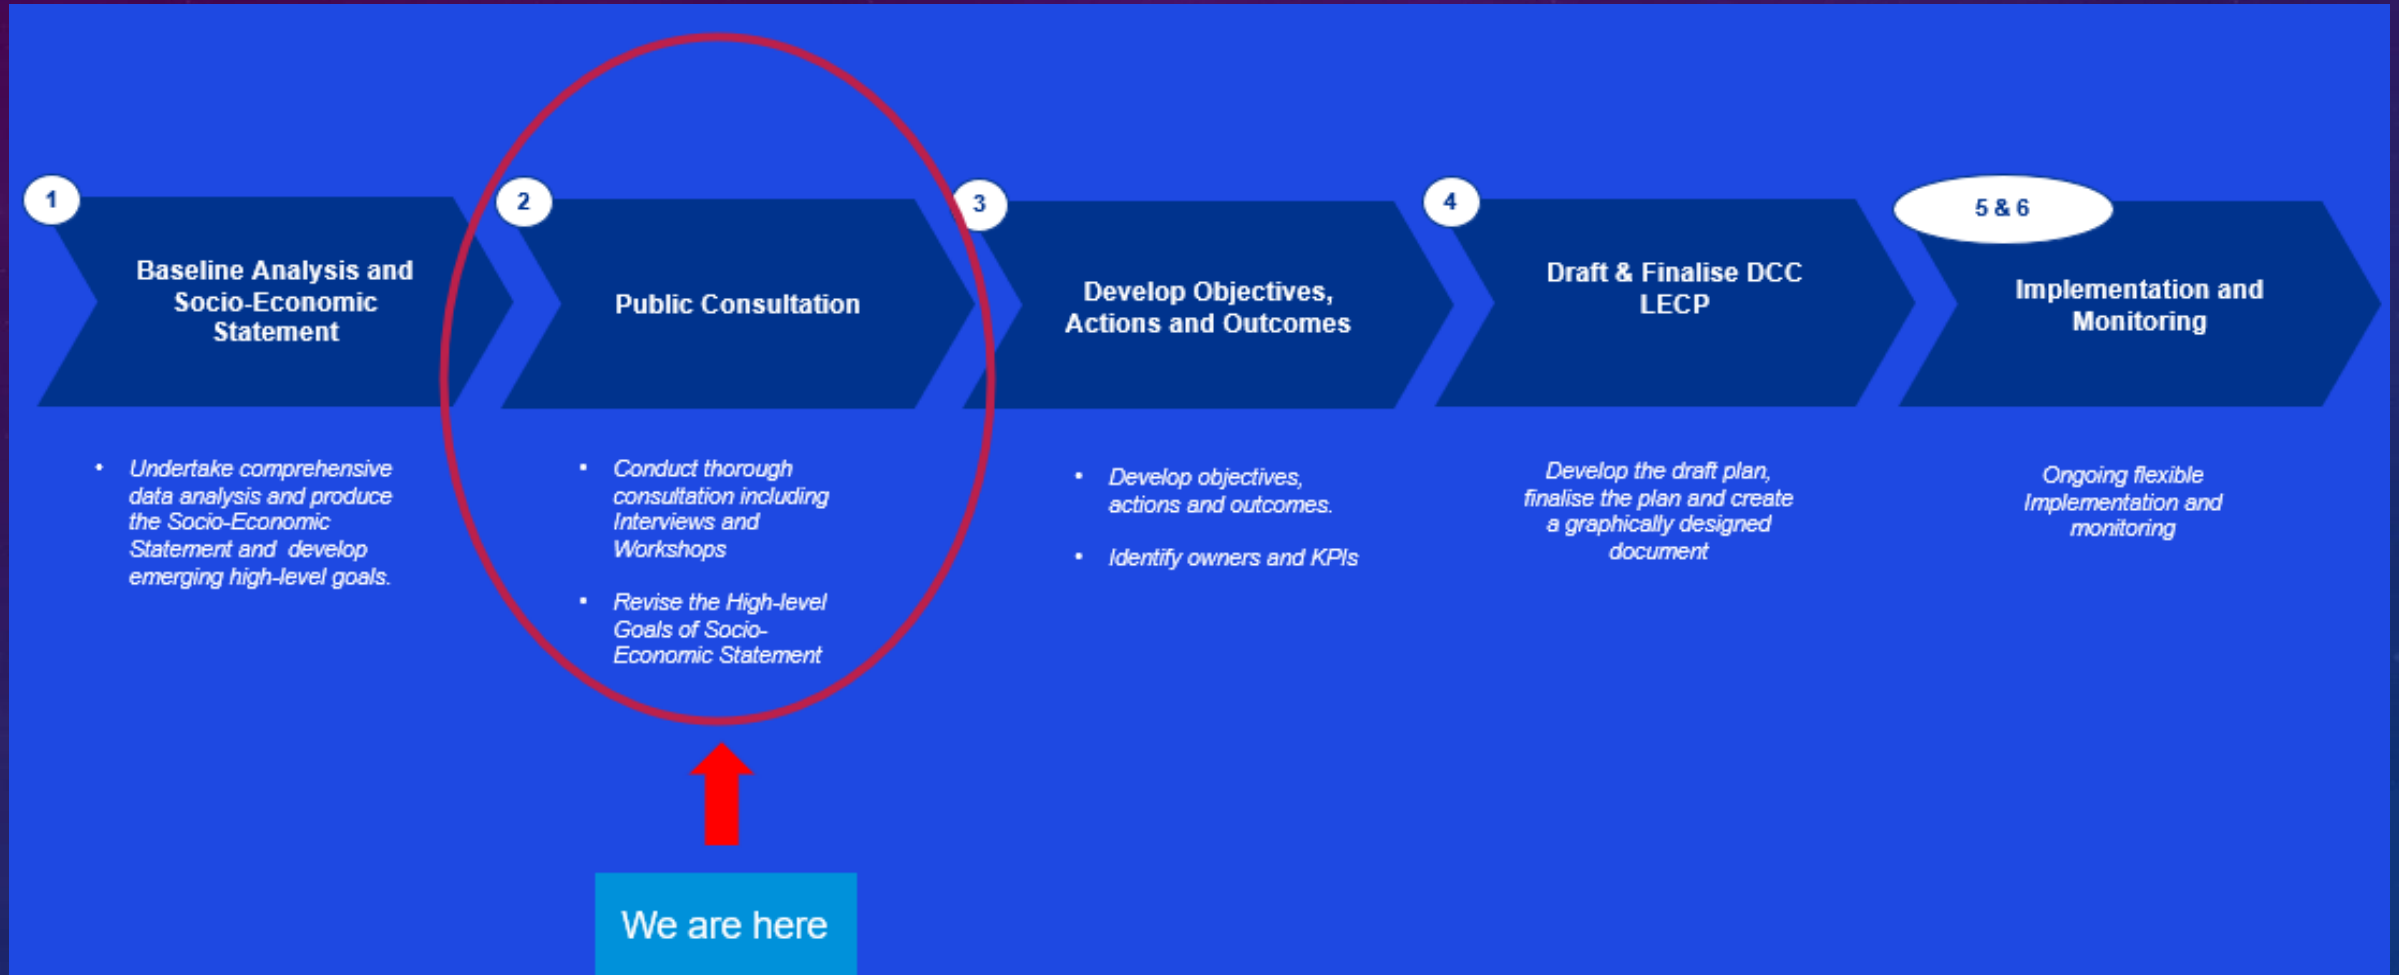 1
Baseline Analysis and
Socio-Economic
Statement
• Undertake comprehensive
data analysis and produce
the Socio-Economic
Statement and develop
emerging high-level goals.
2
Public Consultation
• Conduct thorough
consultation including
Interviews and
Workshops
• Revise the High-level
Goals of Socio-
Economic Statement
We are here
3
Develop Objectives,
Actions and Outcomes
• Develop objectives,
actions and outcomes.
• Identify owners and KPIs
4
Draft & Finalise DCC
LECP
Develop the draft plan,
finalise the plan and create
a graphically designed
document
5 & 6
Implementation and
Monitoring
Ongoing flexible
Implementation and
monitoring